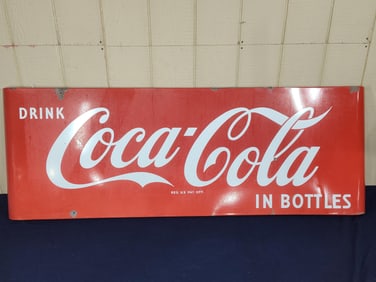 DRINK
Coca-Cola
REG. U.S. PAT. OFF.
IN BOTTLES